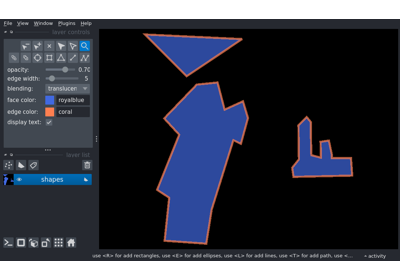 File View Window Plugins Help
layer controls
opacity: 0.70
edge width: 5
blending: translucen
face color: royalblue
edge color: coral
display text:
layer list
shapes
use <R> for add rectangles, use <E> for add ellipses, use <L> for add lines, use <T> for add path, use <... activity